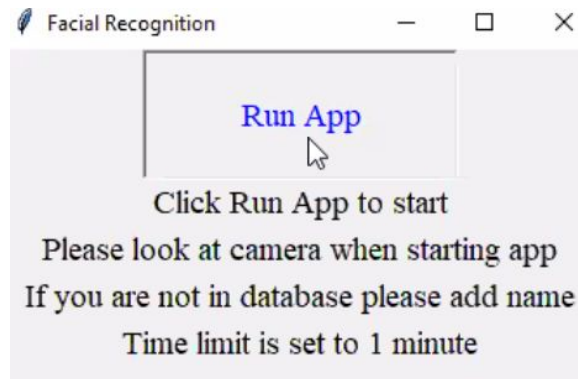 Facial Recognition
Run App
Click Run App to start
Please look at camera when starting app
If you are not in database please add name
Time limit is set to 1 minute